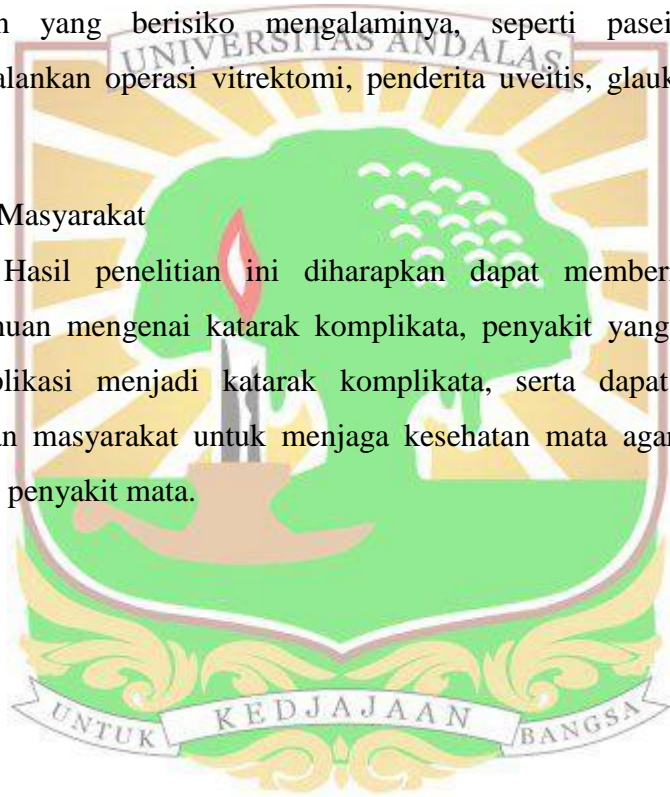 n yang berisiko mengalaminya, seperti pasei
UNIVERSITAS ANDALAS
alankan operasi vitrektomi, penderita uveitis, glauk
Masyarakat
Hasil penelitian ini diharapkan dapat member
uan mengenai katarak komplikata, penyakit yang
olikasi menjadi katarak komplikata, serta dapat
an masyarakat untuk menjaga kesehatan mata agar
penyakit mata.
UNTUK KEDJAJAAN BANGSA